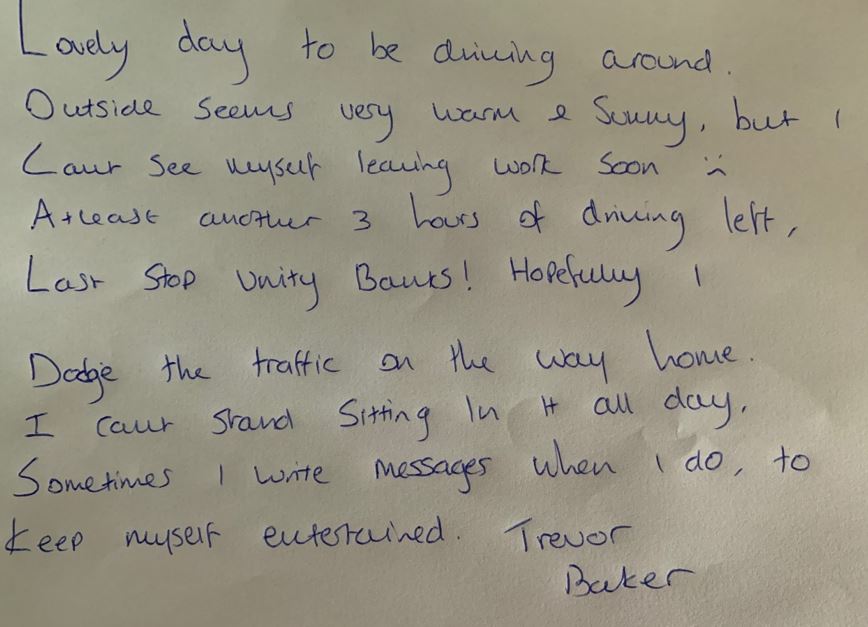 Lovely day to be driving around.
Outside seems very warm & Sunny, but I
Can't See myself leaving work Soon :(
Atleast another 3 hours of driving left,
Last Stop Unity Banks! Hopefully I
Dodge the traffic on the way home.
I can't stand Sitting In it all day.
Sometimes I write messages when I do, to
keep myself entertained. Trevor
Baker